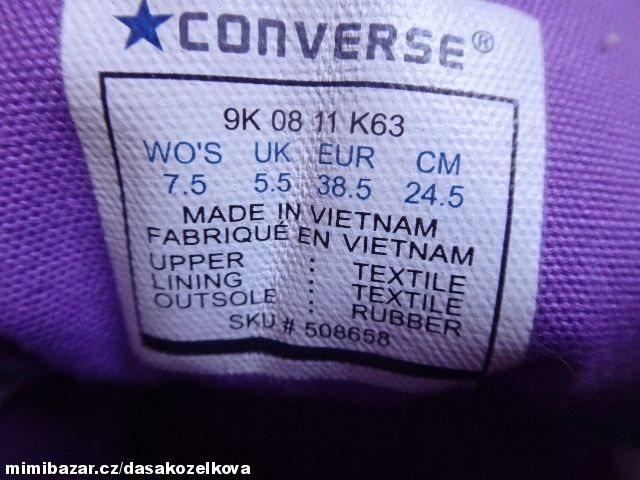 CONVERSE®
9K 08 11 K63
WO'S UK EUR CM
7.5 5.5 38.5 24.5
MADE IN VIETNAM
FABRIQUÉ EN VIETNAM
UPPER : TEXTILE
LINING : TEXTILE
OUTSOLE : RUBBER
SKU # 508658
mimibazar.cz/dasakozelkova